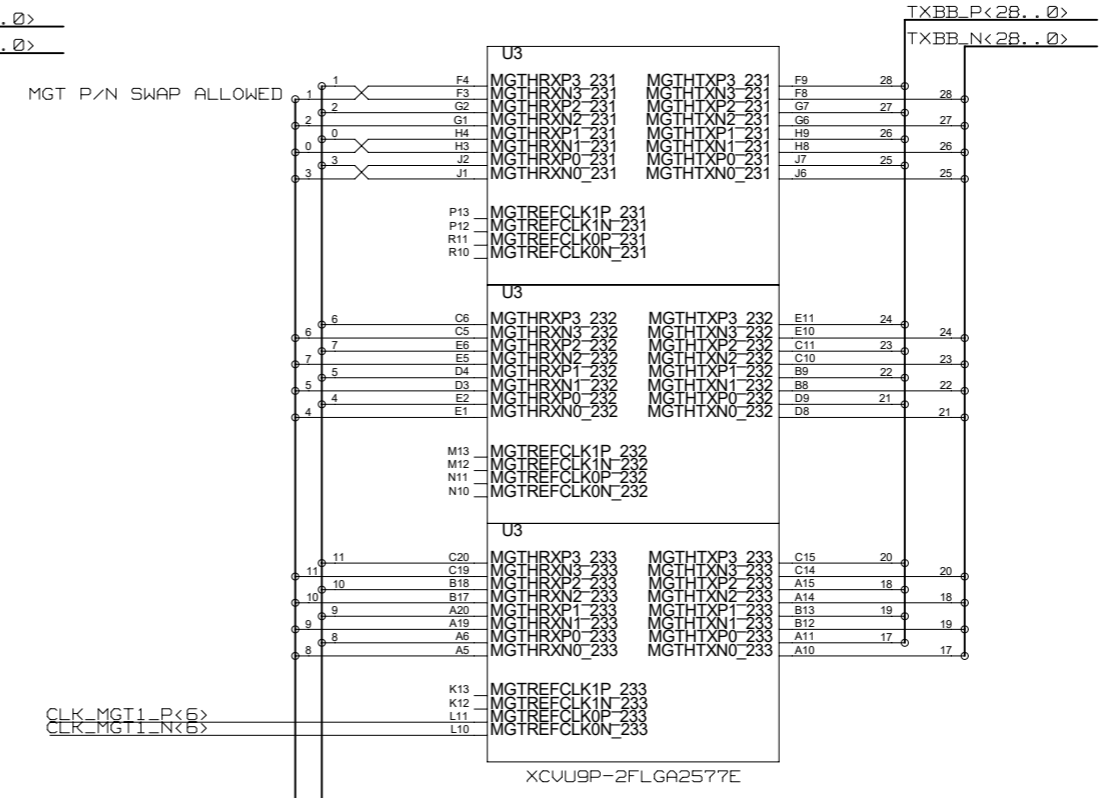 . 0>
. 0>
TXBB_P<28..0>
TXBB_N<28..0>
MGT P/N SWAP ALLOWED
U3
1 F4 MGTHRXP3_231 MGTHTXP3_231 F9 28
1 F3 MGTHRXN3_231 MGTHTXN3_231 F8 28
2 G2 MGTHRXP2_231 MGTHTXP2_231 G7 27
2 G1 MGTHRXN2_231 MGTHTXN2_231 G6 27
0 H4 MGTHRXP1_231 MGTHTXP1_231 H9 26
0 H3 MGTHRXN1_231 MGTHTXN1_231 H8 26
3 J2 MGTHRXP0_231 MGTHTXP0_231 J7 25
3 J1 MGTHRXN0_231 MGTHTXN0_231 J6 25
P13 MGTREFCLK1P_231
P12 MGTREFCLK1N_231
R11 MGTREFCLK0P_231
R10 MGTREFCLK0N_231
U3
6 C6 MGTHRXP3_232 MGTHTXP3_232 E11 24
6 C5 MGTHRXN3_232 MGTHTXN3_232 E10 24
7 E6 MGTHRXP2_232 MGTHTXP2_232 C11 23
7 E5 MGTHRXN2_232 MGTHTXN2_232 C10 23
5 D4 MGTHRXP1_232 MGTHTXP1_232 B9 22
5 D3 MGTHRXN1_232 MGTHTXN1_232 B8 22
4 E2 MGTHRXP0_232 MGTHTXP0_232 D9 21
4 E1 MGTHRXN0_232 MGTHTXN0_232 D8 21
M13 MGTREFCLK1P_232
M12 MGTREFCLK1N_232
N11 MGTREFCLK0P_232
N10 MGTREFCLK0N_232
U3
11 C20 MGTHRXP3_233 MGTHTXP3_233 C15 20
11 C19 MGTHRXN3_233 MGTHTXN3_233 C14 20
10 B18 MGTHRXP2_233 MGTHTXP2_233 A15 18
10 B17 MGTHRXN2_233 MGTHTXN2_233 A14 18
9 A20 MGTHRXP1_233 MGTHTXP1_233 B13 19
9 A19 MGTHRXN1_233 MGTHTXN1_233 B12 19
8 A6 MGTHRXP0_233 MGTHTXP0_233 A11 17
8 A5 MGTHRXN0_233 MGTHTXN0_233 A10 17
K13 MGTREFCLK1P_233
K12 MGTREFCLK1N_233
CLK_MGT1_P<6> L11 MGTREFCLK0P_233
CLK_MGT1_N<6> L10 MGTREFCLK0N_233
XCVU9P-2FLGA2577E